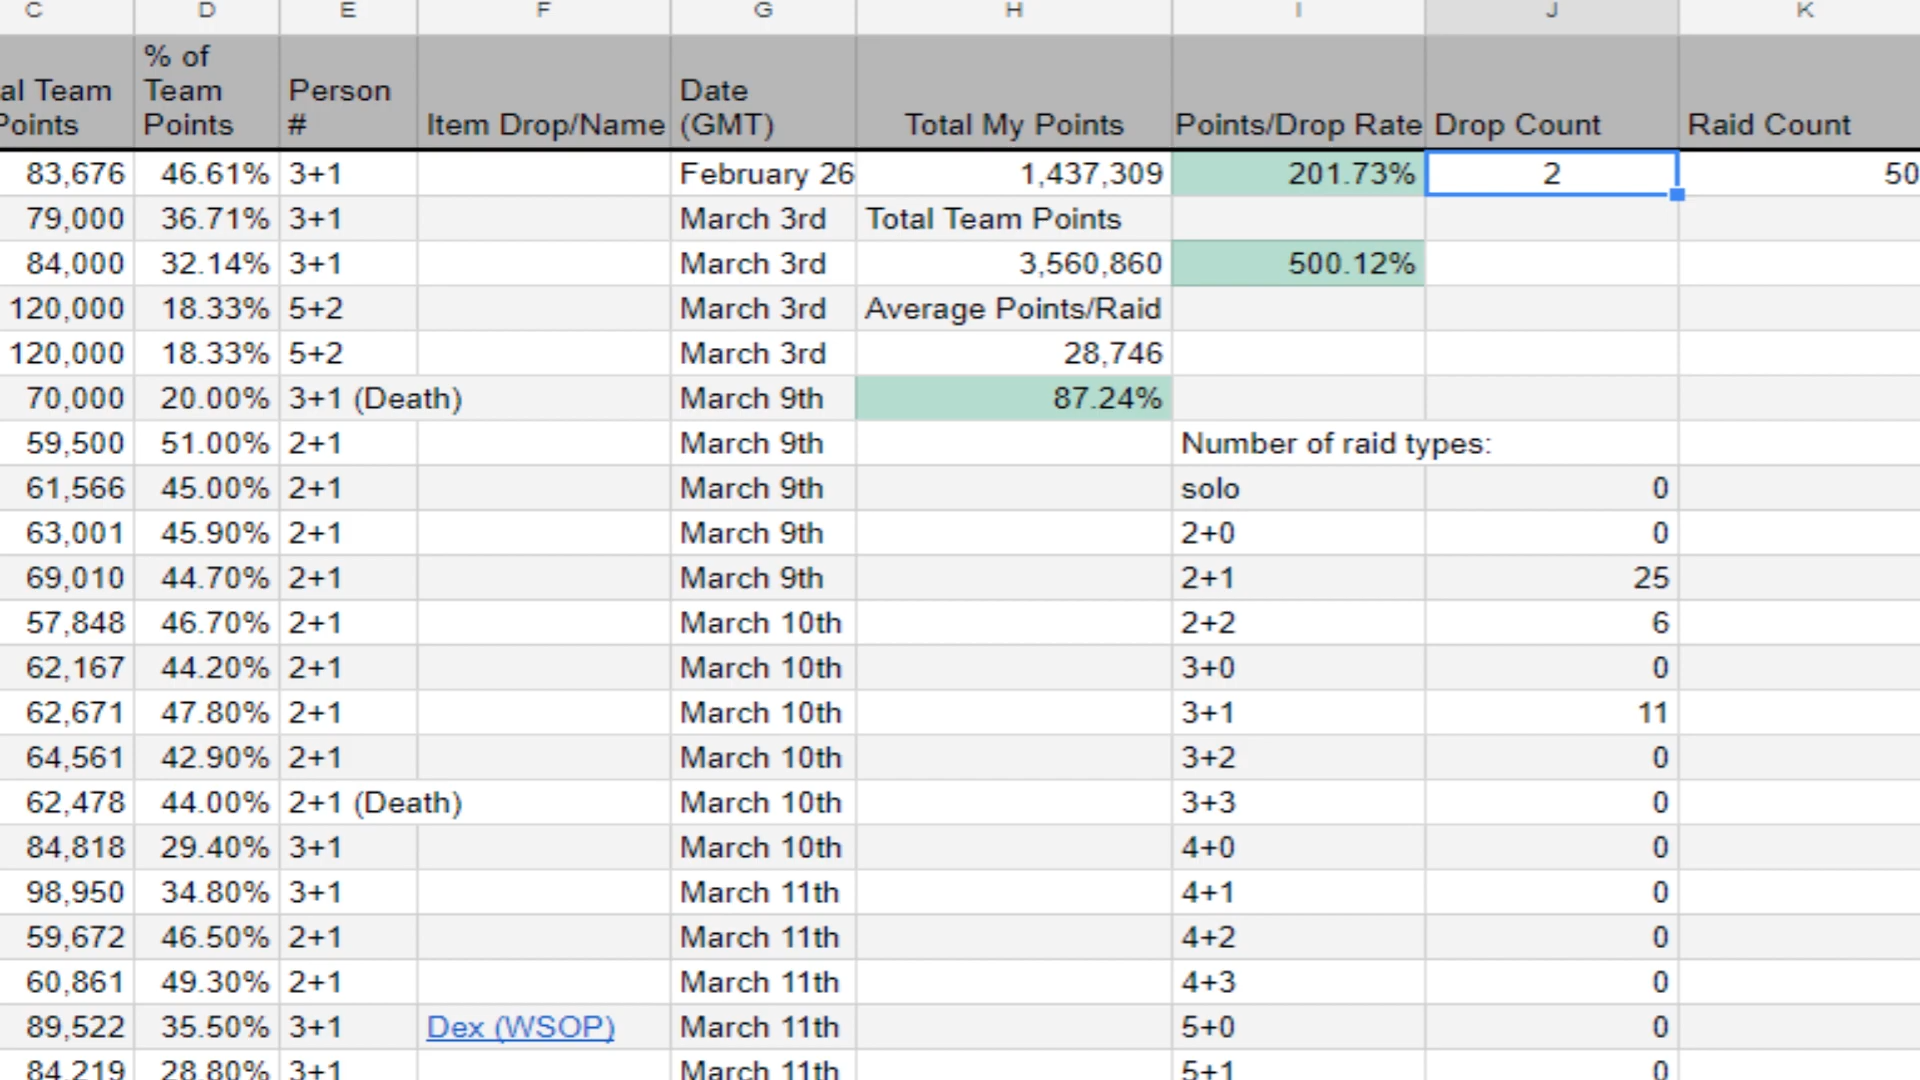 C D E F G H I J K
al Team Points % of Team Points Person # Item Drop/Name Date (GMT) Total My Points Points/Drop Rate Drop Count Raid Count
83,676 46.61% 3+1 February 26 1,437,309 201.73% 2 50
79,000 36.71% 3+1 March 3rd Total Team Points
84,000 32.14% 3+1 March 3rd 3,560,860 500.12%
120,000 18.33% 5+2 March 3rd Average Points/Raid
120,000 18.33% 5+2 March 3rd 28,746
70,000 20.00% 3+1 (Death) March 9th 87.24%
59,500 51.00% 2+1 March 9th Number of raid types:
61,566 45.00% 2+1 March 9th solo 0
63,001 45.90% 2+1 March 9th 2+0 0
69,010 44.70% 2+1 March 9th 2+1 25
57,848 46.70% 2+1 March 10th 2+2 6
62,167 44.20% 2+1 March 10th 3+0 0
62,671 47.80% 2+1 March 10th 3+1 11
64,561 42.90% 2+1 March 10th 3+2 0
62,478 44.00% 2+1 (Death) March 10th 3+3 0
84,818 29.40% 3+1 March 10th 4+0 0
98,950 34.80% 3+1 March 11th 4+1 0
59,672 46.50% 2+1 March 11th 4+2 0
60,861 49.30% 2+1 March 11th 4+3 0
89,522 35.50% 3+1 Dex (WSOP) March 11th 5+0 0
84,219 28.80% 3+1 March 11th 5+1 0